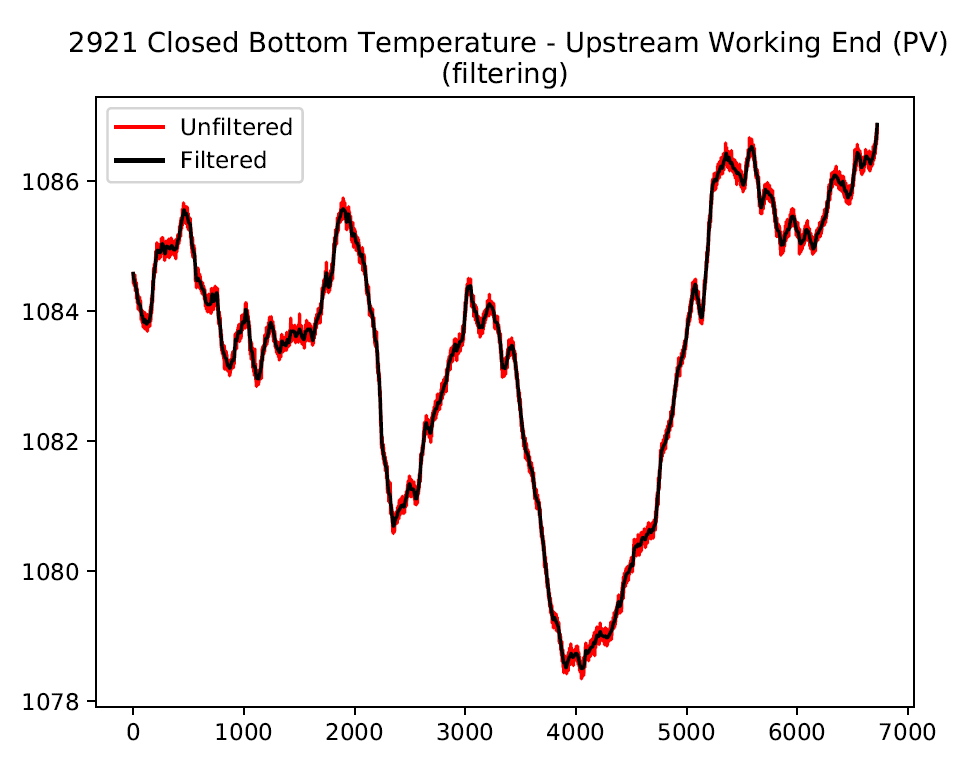 2921 Closed Bottom Temperature - Upstream Working End (PV)
(filtering)
Unfiltered
Filtered
1086
1084
1082
1080
1078
0 1000 2000 3000 4000 5000 6000 7000